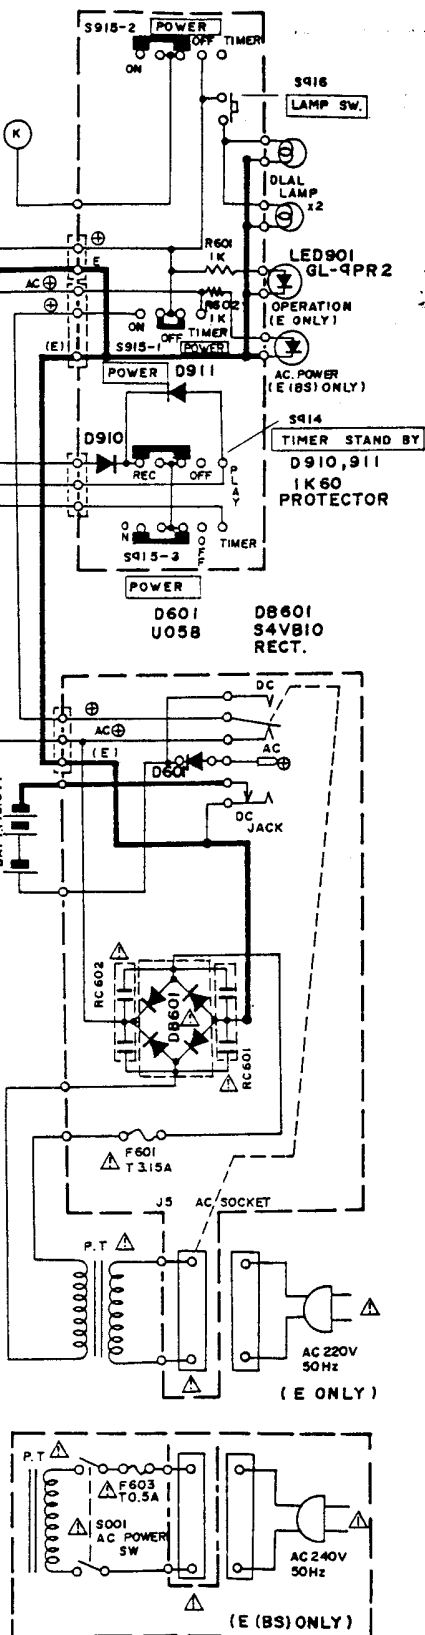 S915-2 POWER
OFF TIMER
ON
S916
LAMP SW.
K
DLAL
LAMP
x2
⊕
E
R601
1K
LED901
GL-9PR2
AC⊕
⊕
R602
1K
OPERATION
(E ONLY)
ON
OFF
TIMER
(E)
S915-1
POWER
POWER
D911
AC. POWER
(E(BS)ONLY)
S914
TIMER STAND BY
D910
REC
OFF
PLAY
D910,911
1K60
PROTECTOR
ON
S915-3
OFF
TIMER
POWER
D601
U05B
DB601
S4VB10
RECT.
DC
⊕
AC⊕
(E)
AC
D601
⊕
DC
JACK
RC602
DB601
RC601
F601
T3.15A
J5 AC SOCKET
P.T
AC 220V
50Hz
(E ONLY)
P.T
F603
T0.5A
S001
AC POWER
SW
AC 240V
50Hz
(E(BS)ONLY)